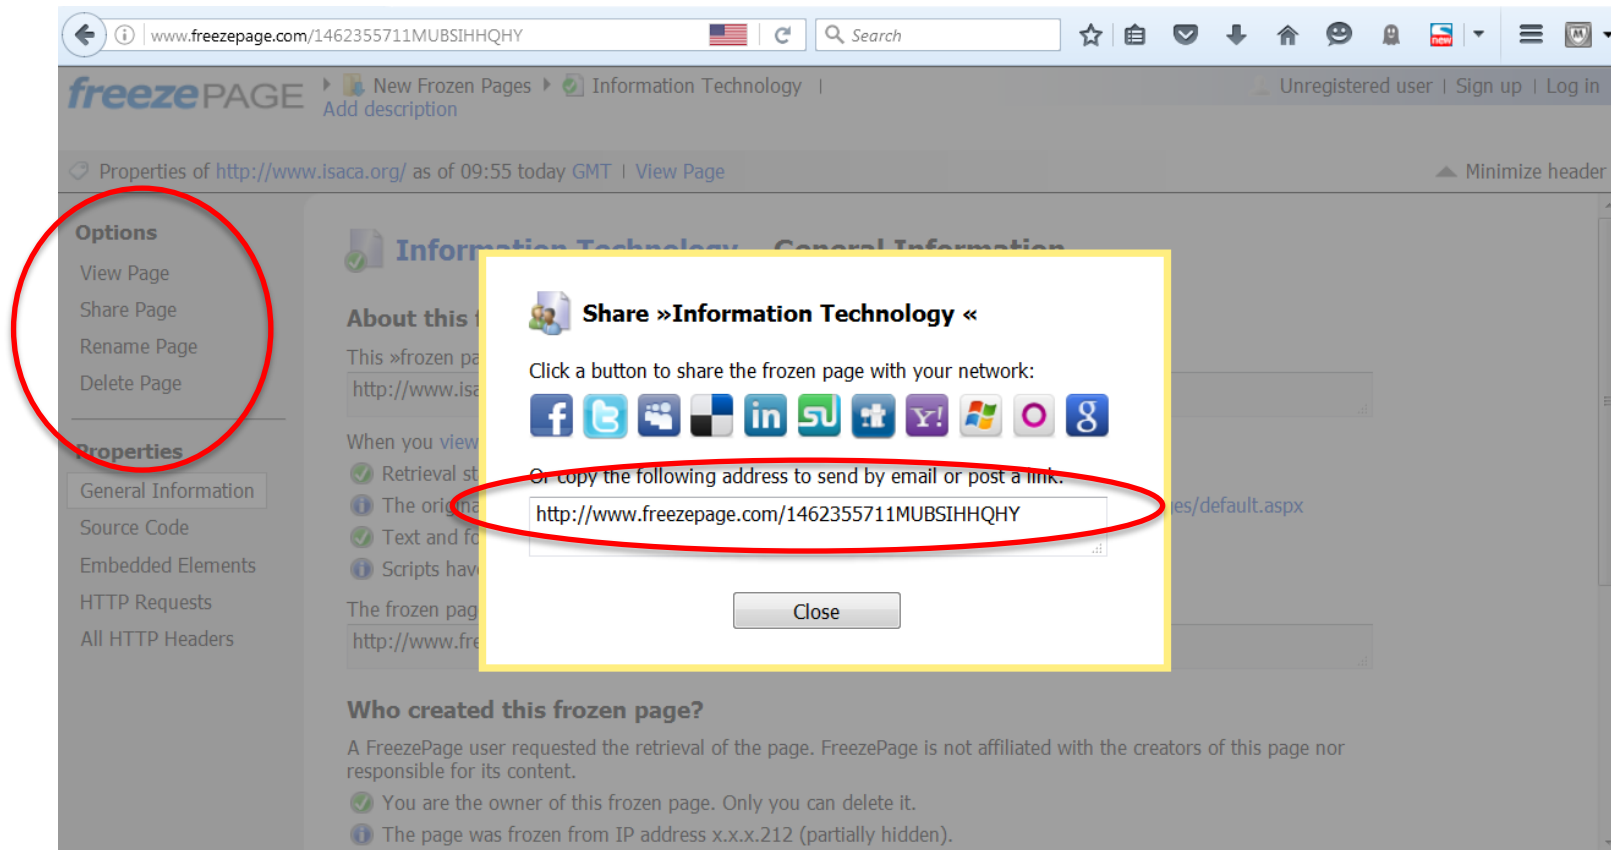 www.freezepage.com/1462355711MUBSIHHQHY
Search
new
freezePAGE
New Frozen Pages
Information Technology
Add description
Unregistered user | Sign up | Log in
Properties of http://www.isaca.org/ as of 09:55 today GMT | View Page
Minimize header
Options
View Page
Share Page
Rename Page
Delete Page
Properties
General Information
Source Code
Embedded Elements
HTTP Requests
All HTTP Headers
Information Technology General Information
About this
This »frozen
http://www.isa
When you view
Retrieval
The
Text and
Scripts
The frozen
http://www.fre
/default.aspx
Share »Information Technology «
Click a button to share the frozen page with your network:
Or copy the following address to send by email or post a link.
http://www.freezepage.com/1462355711MUBSIHHQHY
Close
Who created this frozen page?
A FreezePage user requested the retrieval of the page. FreezePage is not affiliated with the creators of this page nor
responsible for its content.
You are the owner of this frozen page. Only you can delete it.
The page was frozen from IP address x.x.x.212 (partially hidden).